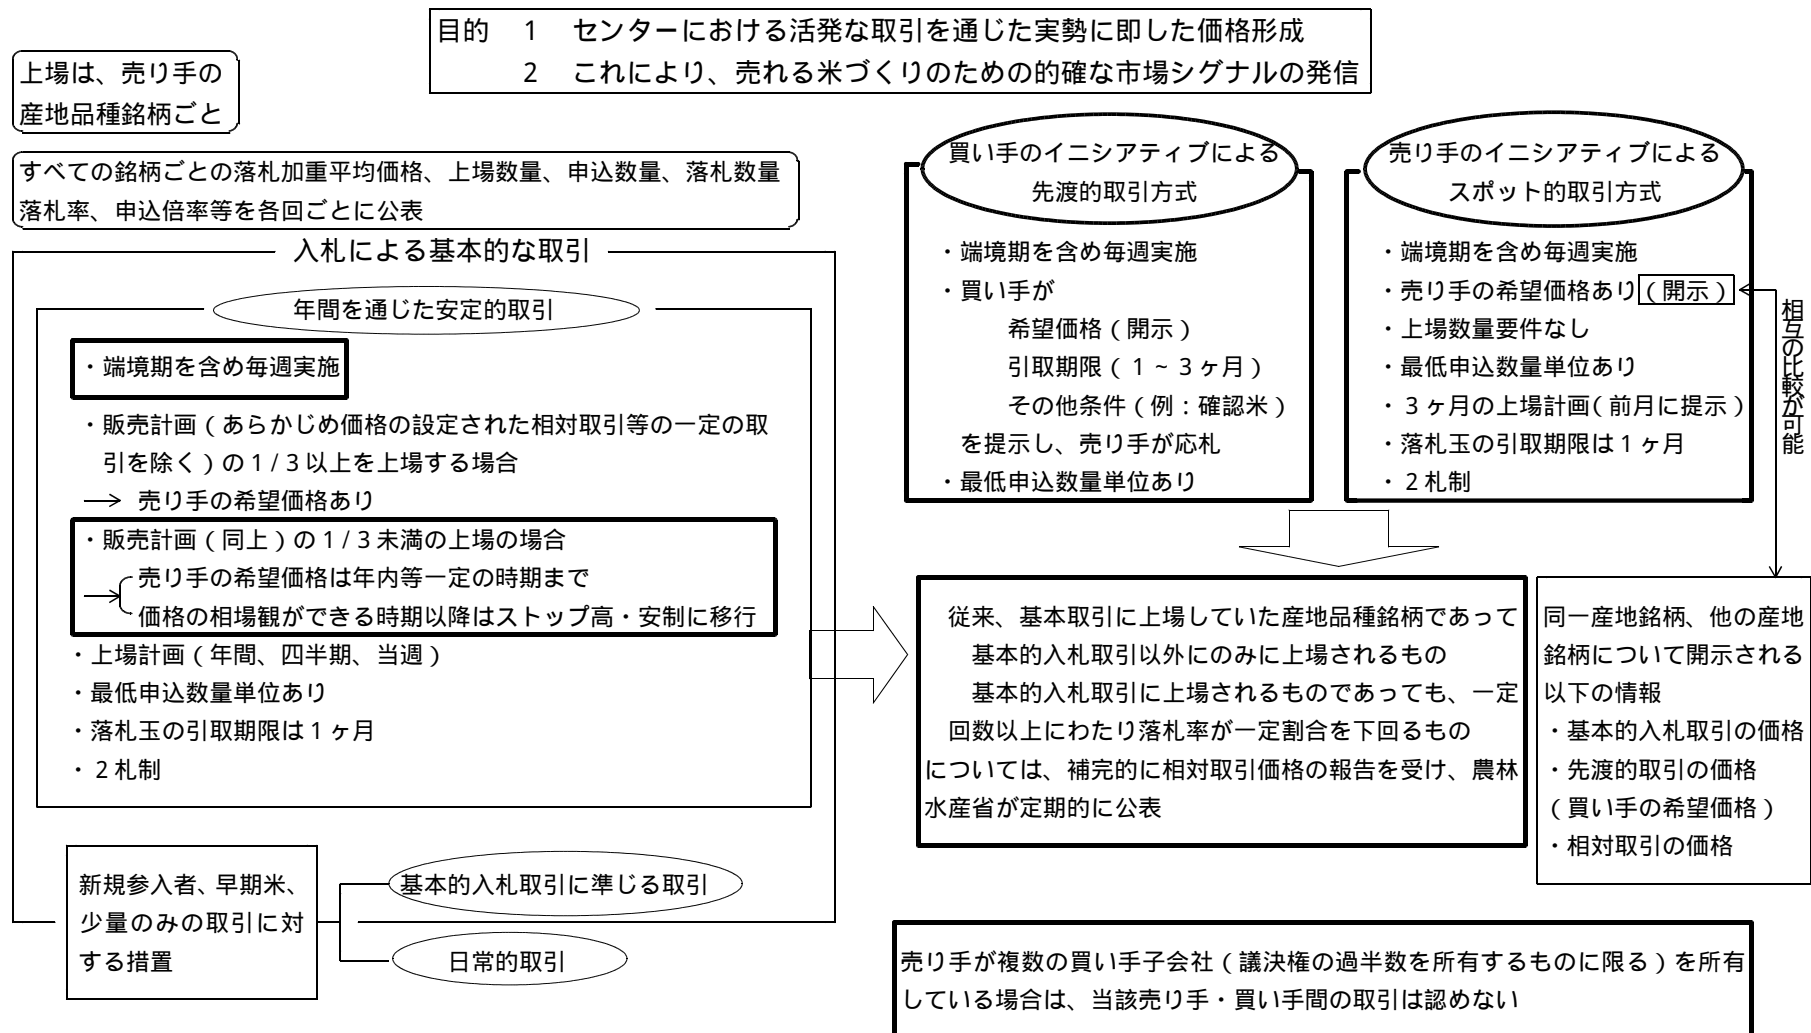 目的　1　センターにおける活発な取引を通じた実勢に即した価格形成
2　これにより、売れる米づくりのための的確な市場シグナルの発信
上場は、売り手の
産地品種銘柄ごと
すべての銘柄ごとの落札加重平均価格、上場数量、申込数量、落札数量
落札率、申込倍率等を各回ごとに公表
入札による基本的な取引
年間を通じた安定的取引
・端境期を含め毎週実施
・販売計画（あらかじめ価格の設定された相対取引等の一定の取
引を除く）の1/3以上を上場する場合
→ 売り手の希望価格あり
・販売計画（同上）の1/3未満の上場の場合
売り手の希望価格は年内等一定の時期まで
価格の相場観ができる時期以降はストップ高・安制に移行
・上場計画（年間、四半期、当週）
・最低申込数量単位あり
・落札玉の引取期限は1ヶ月
・2札制
新規参入者、早期米、
少量のみの取引に対
する措置
基本的入札取引に準じる取引
日常的取引
買い手のイニシアティブによる
先渡的取引方式
・端境期を含め毎週実施
・買い手が
希望価格（開示）
引取期限（1~3ヶ月）
その他条件（例：確認米）
を提示し、売り手が応札
・最低申込数量単位あり
売り手のイニシアティブによる
スポット的取引方式
・端境期を含め毎週実施
・売り手の希望価格あり（開示）
・上場数量要件なし
・最低申込数量単位あり
・3ヶ月の上場計画（前月に提示）
・落札玉の引取期限は1ヶ月
・2札制
相互の比較が可能
従来、基本取引に上場していた産地品種銘柄であって
基本的入札取引以外にのみに上場されるもの
基本的入札取引に上場されるものであっても、一定
回数以上にわたり落札率が一定割合を下回るもの
については、補完的に相対取引価格の報告を受け、農林
水産省が定期的に公表
同一産地銘柄、他の産地
銘柄について開示される
以下の情報
・基本的入札取引の価格
・先渡的取引の価格
（買い手の希望価格）
・相対取引の価格
売り手が複数の買い手子会社（議決権の過半数を所有するものに限る）を所有
している場合は、当該売り手・買い手間の取引は認めない